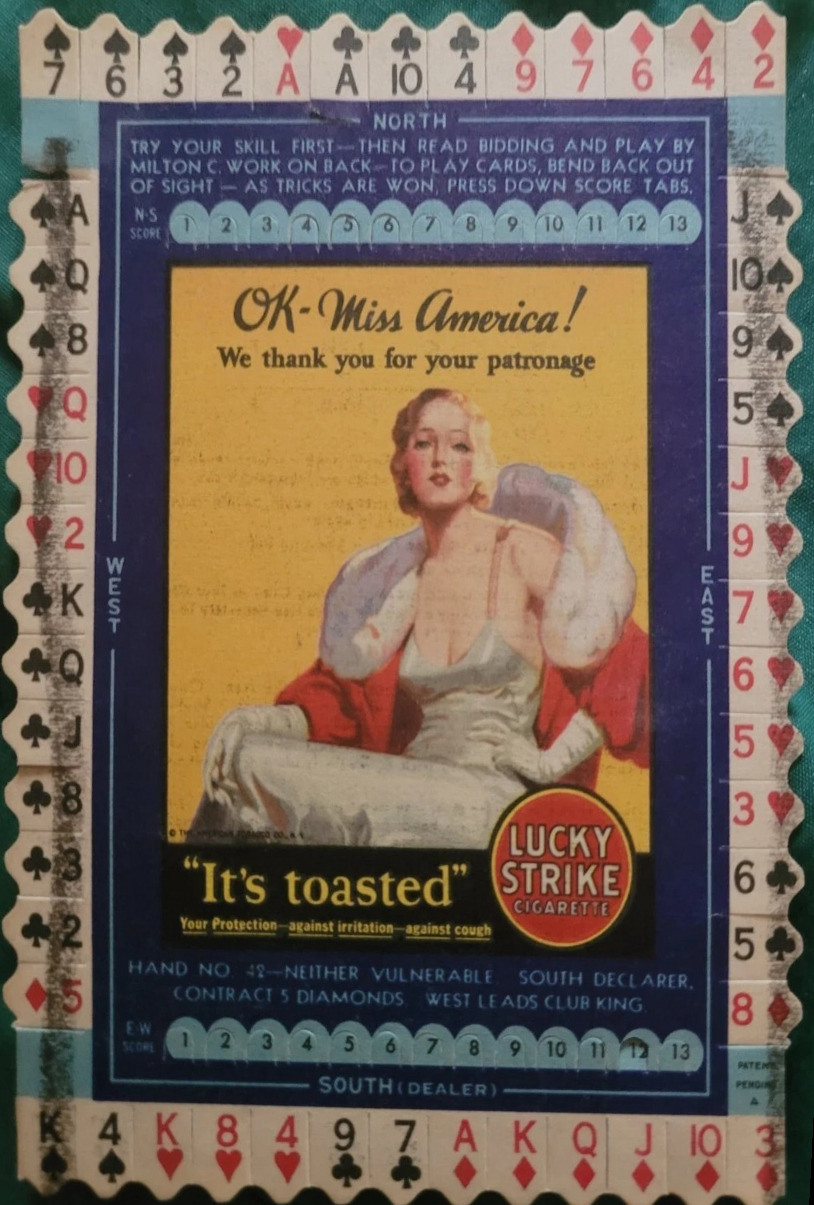 7 6 3 2 A A 10 4 9 7 6 4 2
NORTH
TRY YOUR SKILL FIRST—THEN READ BIDDING AND PLAY BY
MILTON C. WORK ON BACK—TO PLAY CARDS, BEND BACK OUT
OF SIGHT — AS TRICKS ARE WON, PRESS DOWN SCORE TABS.
N-S
SCORE
1 2 3 4 5 6 7 8 9 10 11 12 13
A
Q
8
Q
10
2
K
Q
J
8
3
2
5
WEST
OK-Miss America!
We thank you for your patronage
© THE AMERICAN TOBACCO CO., N.Y.
"It's toasted"
Your Protection—against irritation—against cough
LUCKY
STRIKE
CIGARETTE
EAST
J
10
9
5
J
9
7
6
5
3
6
5
8
HAND NO. 42—NEITHER VULNERABLE. SOUTH DECLARER,
CONTRACT 5 DIAMONDS. WEST LEADS CLUB KING.
E-W
SCORE
1 2 3 4 5 6 7 8 9 10 11 12 13
SOUTH (DEALER)
PATENT
PENDING
A
K 4 K 8 4 9 7 A K Q J 10 3